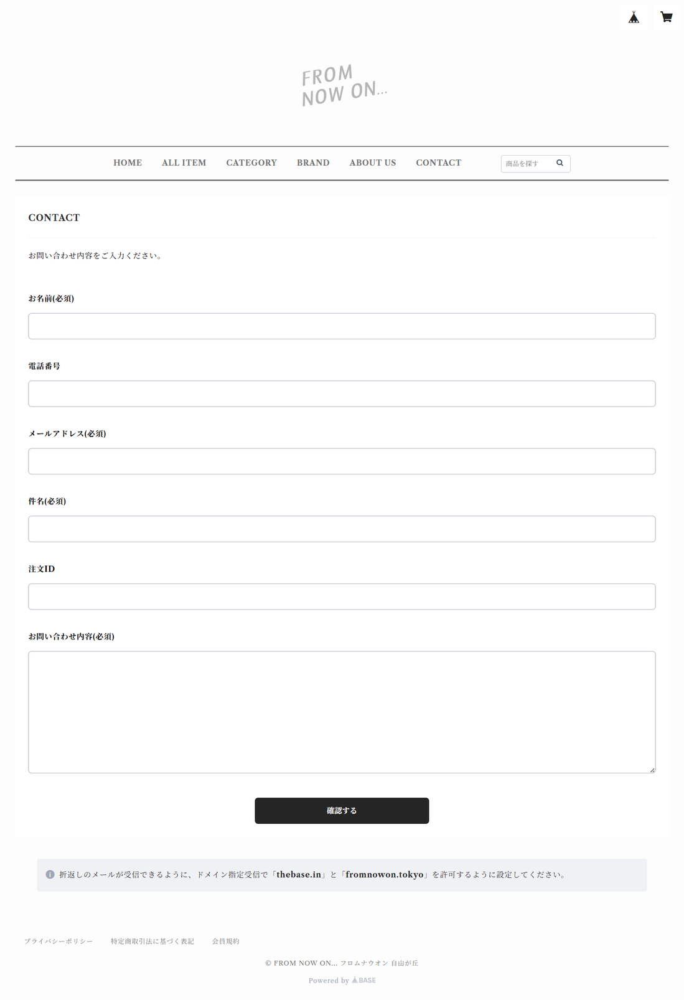 FROM
NOW ON...
HOME ALL ITEM CATEGORY BRAND ABOUT US CONTACT 商品を探す
CONTACT
お問い合わせ内容をご入力ください。
お名前(必須)
電話番号
メールアドレス(必須)
件名(必須)
注文ID
お問い合わせ内容(必須)
確認する
折返しのメールが受信できるように、ドメイン指定受信で「thebase.in」と「fromnowon.tokyo」を許可するように設定してください。
プライバシーポリシー 特定商取引法に基づく表記 会員規約
© FROM NOW ON... フロムナウオン 自由が丘
Powered by BASE